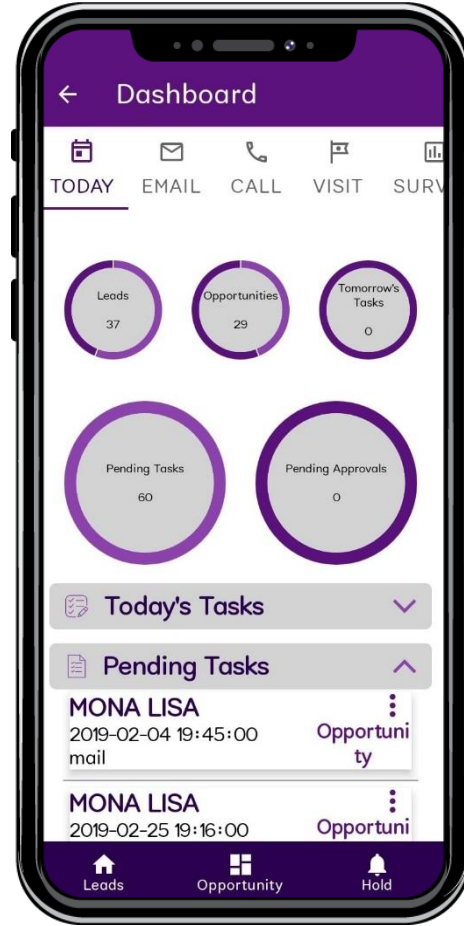 Dashboard
TODAY EMAIL CALL VISIT SURV
Leads
37
Opportunities
29
Tomorrow's
Tasks
0
Pending Tasks
60
Pending Approvals
0
Today's Tasks
Pending Tasks
MONA LISA
2019-02-04 19:45:00
mail
Opportuni
ty
MONA LISA
2019-02-25 19:16:00
Opportuni
Leads Opportunity Hold